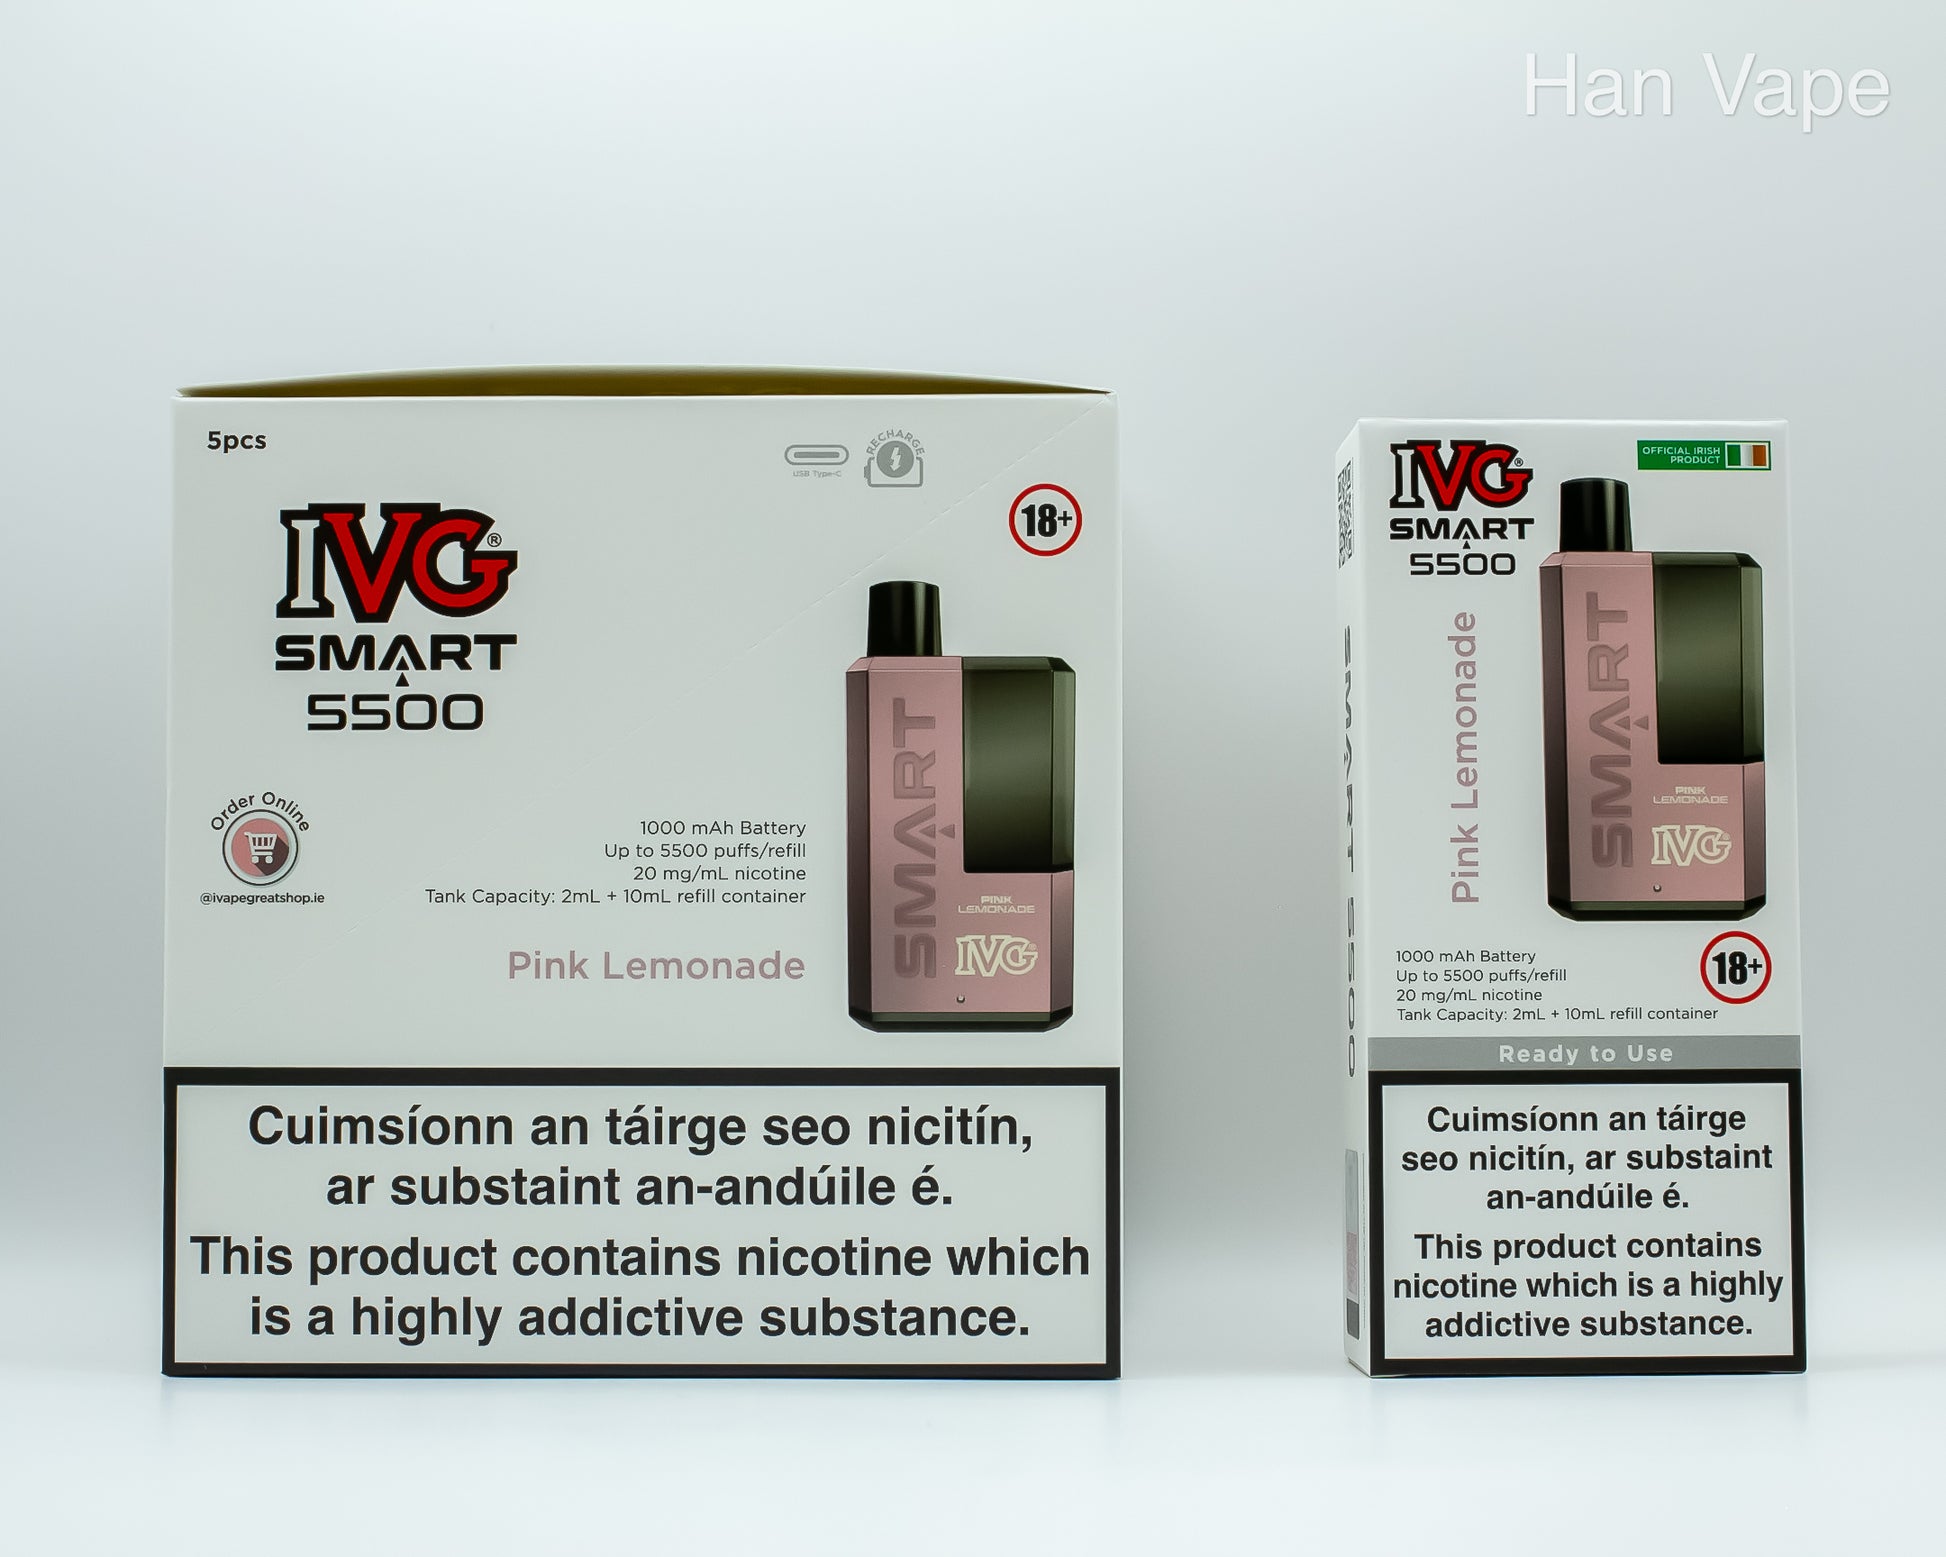 Han Vape
5pcs
USB Type-C
RECHARGE
18+
IVG®
SMART
5500
Order Online
@ivapegreatshop.ie
1000 mAh Battery
Up to 5500 puffs/refill
20 mg/mL nicotine
Tank Capacity: 2mL + 10mL refill container
Pink Lemonade
SMART
PINK
LEMONADE
IVG
Cuimsíonn an táirge seo nicitín,
ar substaint an-andúile é.
This product contains nicotine which
is a highly addictive substance.
SMART 5500
IVG®
SMART
5500
OFFICIAL IRISH
PRODUCT
Pink Lemonade
SMART
PINK
LEMONADE
IVG
1000 mAh Battery
Up to 5500 puffs/refill
20 mg/mL nicotine
Tank Capacity: 2mL + 10mL refill container
18+
Ready to Use
Cuimsíonn an táirge
seo nicitín, ar substaint
an-andúile é.
This product contains
nicotine which is a highly
addictive substance.